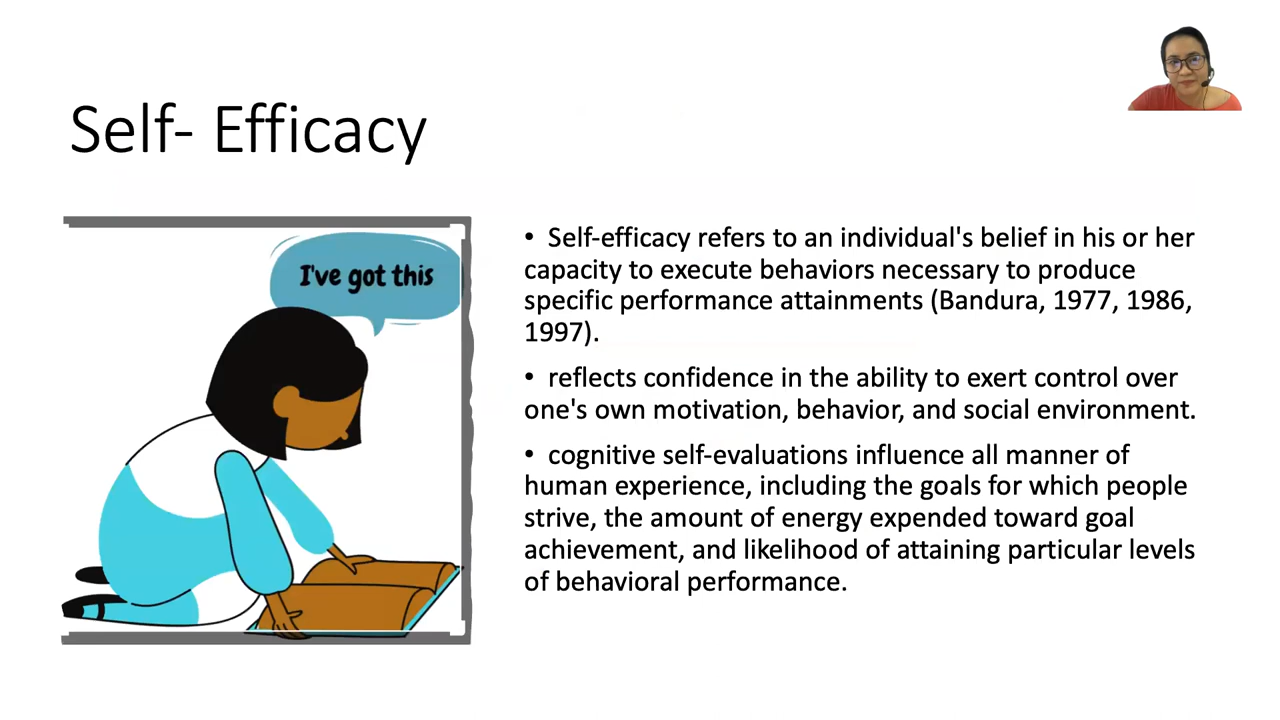 Self- Efficacy
I've got this
• Self-efficacy refers to an individual's belief in his or her
capacity to execute behaviors necessary to produce
specific performance attainments (Bandura, 1977, 1986,
1997).
• reflects confidence in the ability to exert control over
one's own motivation, behavior, and social environment.
• cognitive self-evaluations influence all manner of
human experience, including the goals for which people
strive, the amount of energy expended toward goal
achievement, and likelihood of attaining particular levels
of behavioral performance.